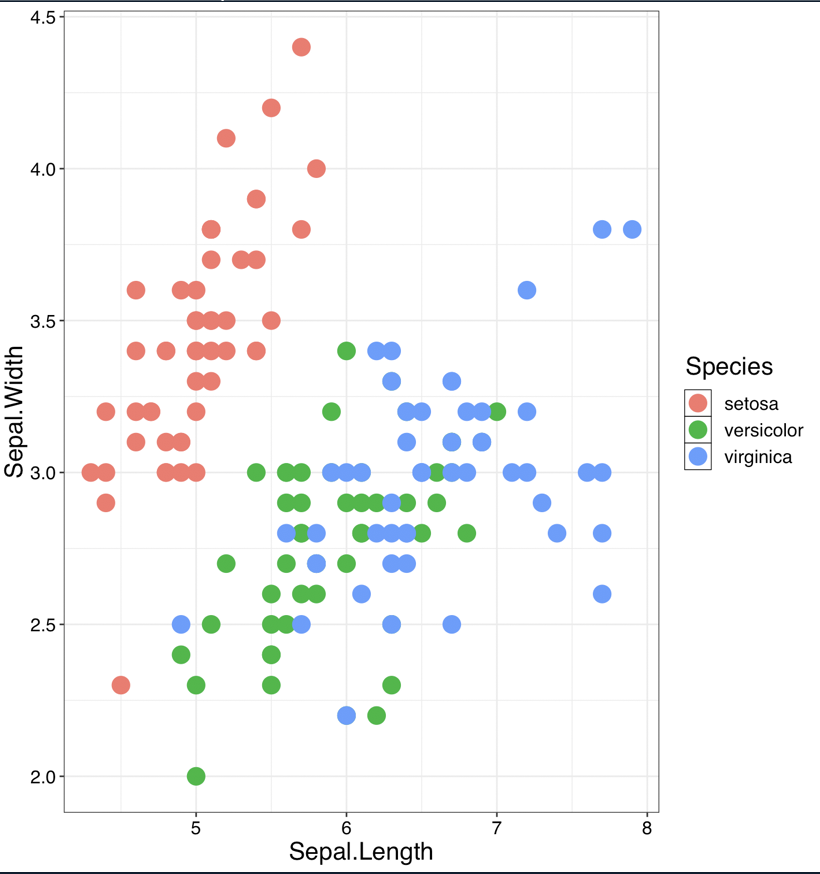 4.5
4.0
3.5
3.0
2.5
2.0
Sepal.Width
5 6 7 8
Sepal.Length
Species
setosa
versicolor
virginica